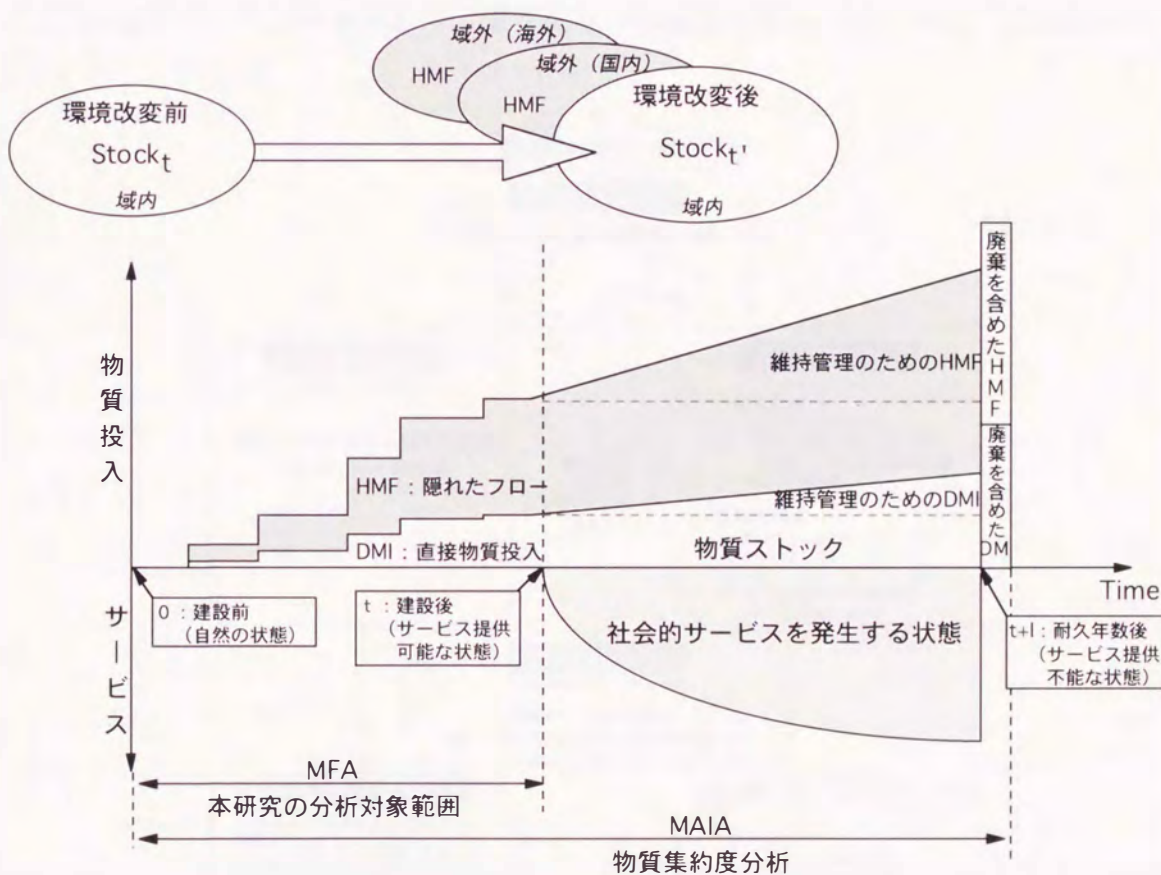 域外（海外）
HMF
域外（国内）
HMF
環境改変前
Stockt
域内
環境改変後
Stockt'
域内
物質投入
サービス
維持管理のためのHMF
HMF：隠れたフロー
維持管理のためのDMI
DMI：直接物質投入
物質ストック
廃棄を含めたHMF
廃棄を含めたDM
Time
0：建設前
（自然の状態）
t：建設後
（サービス提供
可能な状態）
社会的サービスを発生する状態
t+l：耐久年数後
（サービス提供
不能な状態）
MFA
本研究の分析対象範囲
MAIA
物質集約度分析